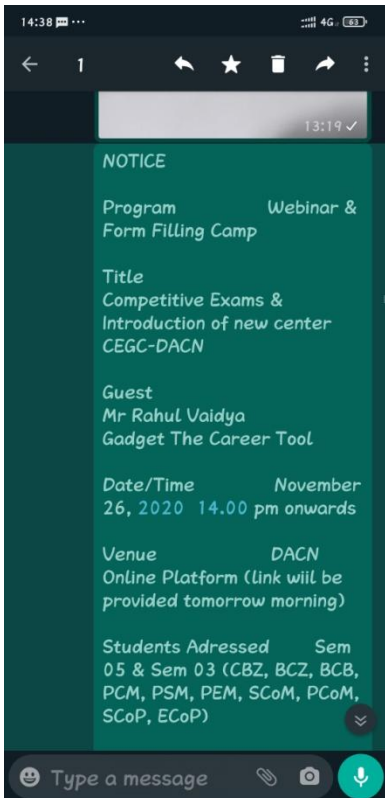 14:38 ... 4G 63
1
13:19
NOTICE
Program Webinar &
Form Filling Camp
Title
Competitive Exams &
Introduction of new center
CEGC-DACN
Guest
Mr Rahul Vaidya
Gadget The Career Tool
Date/Time November
26, 2020 14.00 pm onwards
Venue DACN
Online Platform (link wiil be
provided tomorrow morning)
Students Adressed Sem
05 & Sem 03 (CBZ, BCZ, BCB,
PCM, PSM, PEM, SCoM, PCoM,
SCoP, ECoP)
Type a message